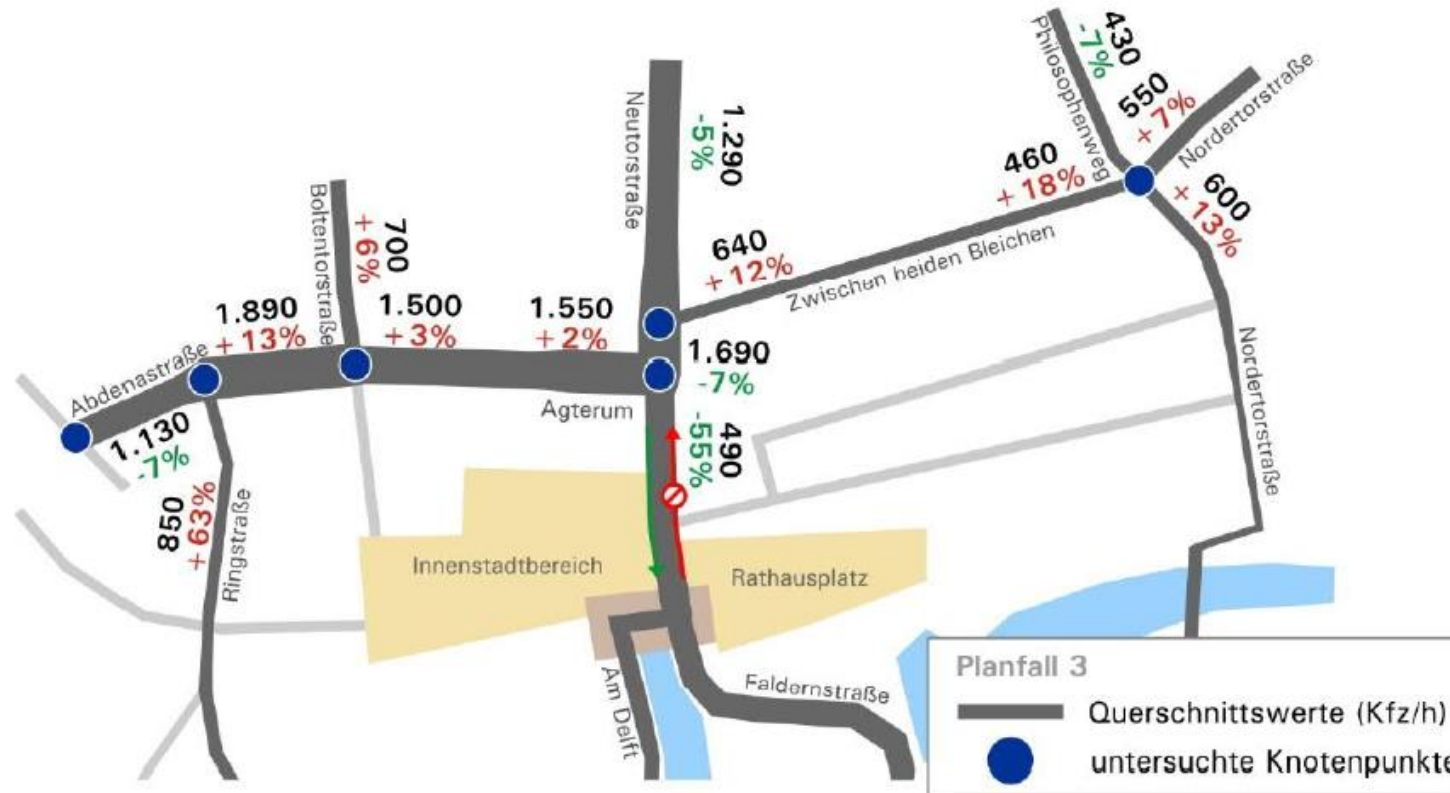 430
-7%
Philosophenweg
550
+7%
Nordertorstraße
Neutorstraße
1.290
-5%
460
+18%
600
+13%
Boltentorstraße
700
+6%
640
+12%
Zwischen beiden Bleichen
1.890
+13%
1.500
+3%
1.550
+2%
Abdenastraße
1.690
-7%
Agterum
1.130
-7%
490
-55%
Nordertorstraße
850
+63%
Ringstraße
Innenstadtbereich
Rathausplatz
Am Delft
Faldernstraße
Planfall 3
Querschnittswerte (Kfz/h)
untersuchte Knotenpunkte